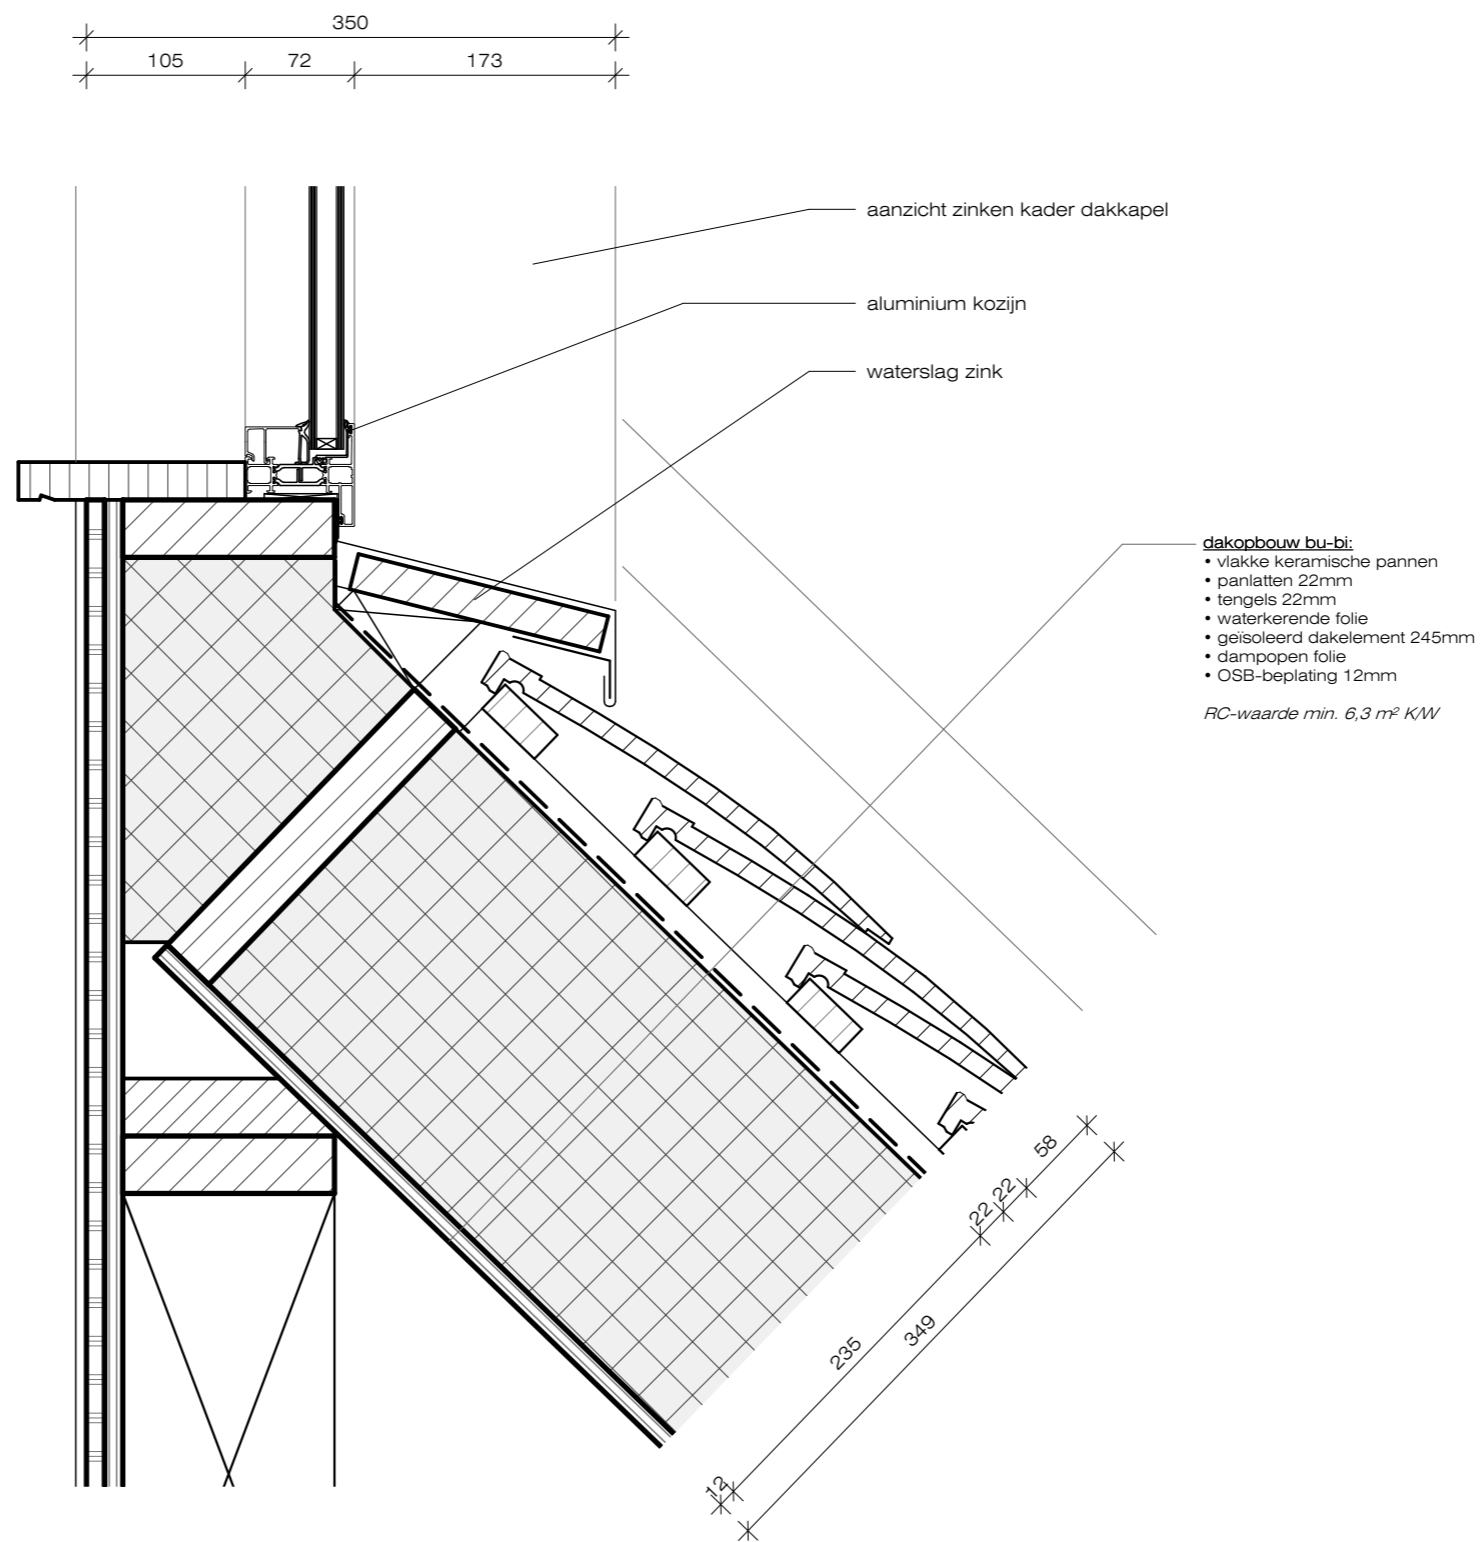 350
105 72 173
aanzicht zinken kader dakkapel
aluminium kozijn
waterslag zink
dakopbouw bu-bi:
• vlakke keramische pannen
• panlatten 22mm
• tengels 22mm
• waterkerende folie
• geïsoleerd dakelement 245mm
• dampopen folie
• OSB-beplating 12mm
RC-waarde min. 6,3 m² K/W
58
22
22
235
349
12